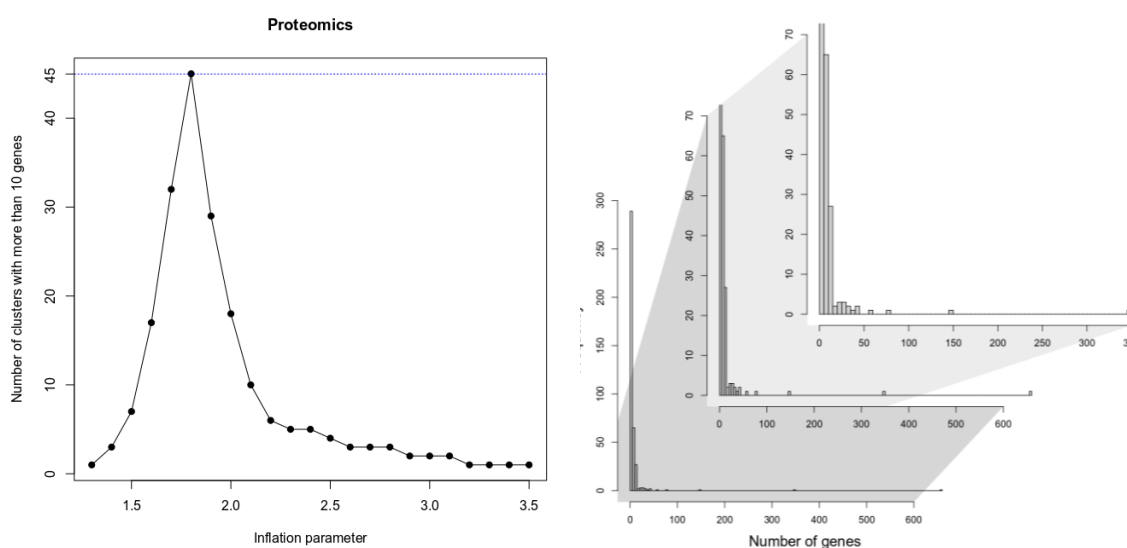 Proteomics
Number of clusters with more than 10 genes
0
10
20
30
40
45
1.5 2.0 2.5 3.0 3.5
Inflation parameter
0 50 100 150 200 250 300
0 100 200 300 400 500 600
Number of genes
0 10 20 30 40 50 60 70
0 100 200 300 400 500 600
0 10 20 30 40 50 60 70
0 50 100 150 200 250 300